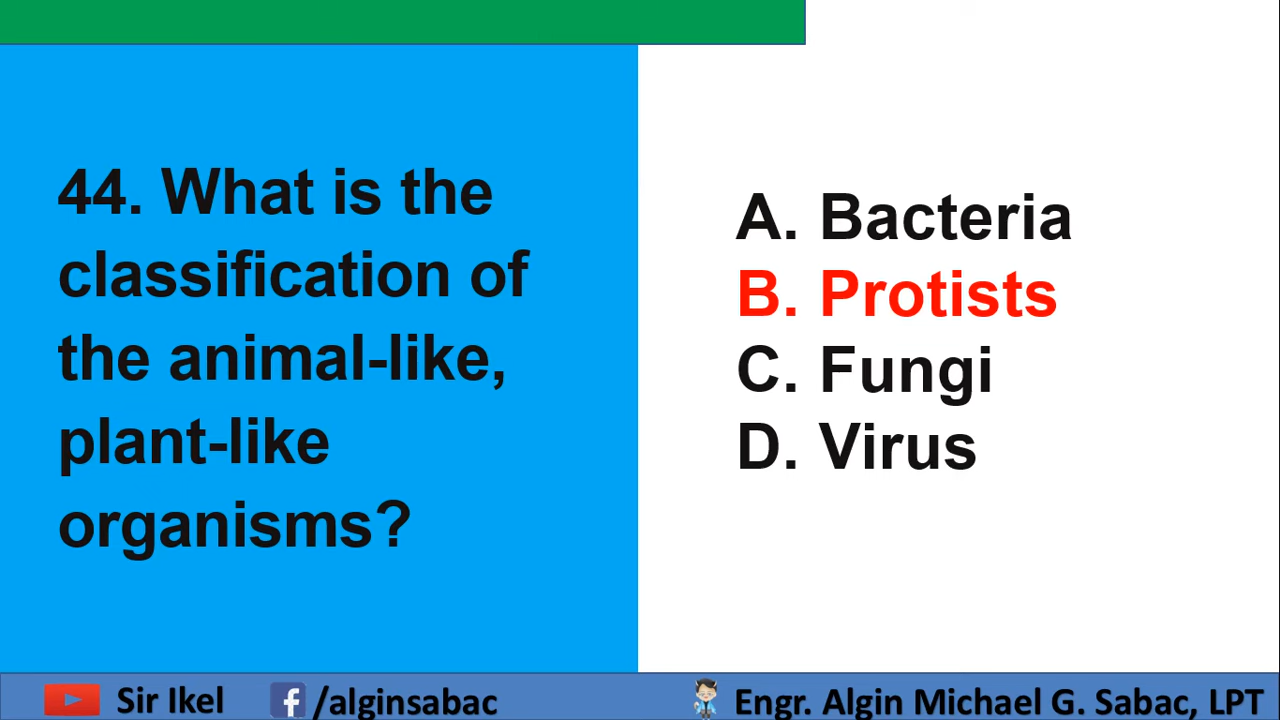 44. What is the
classification of
the animal-like,
plant-like
organisms?
A. Bacteria
B. Protists
C. Fungi
D. Virus
Sir Ikel
/alginsabac
Engr. Algin Michael G. Sabac, LPT